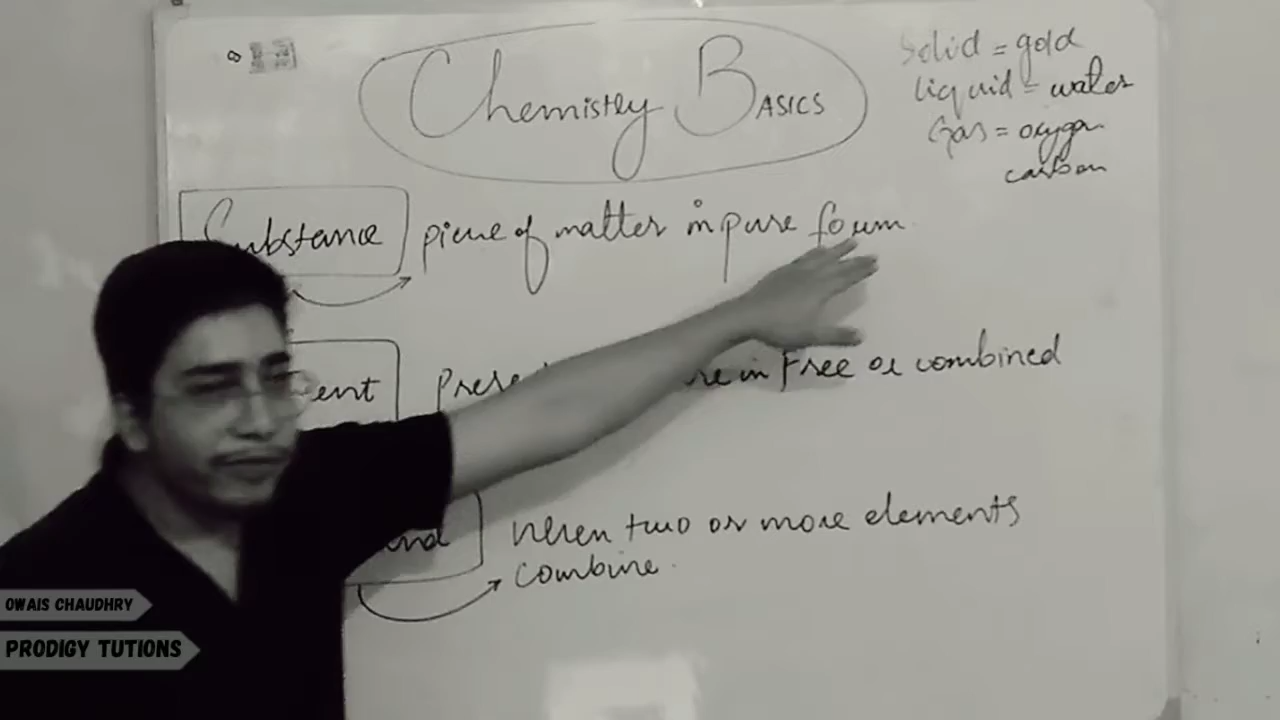 Chemistry BASICS
Solid = gold
liquid = water
Gas = oxygen
carbon
Substance piece of matter in pure form
in Free or combined
When two or more elements
combine.
OWAIS CHAUDHRY
PRODIGY TUTIONS